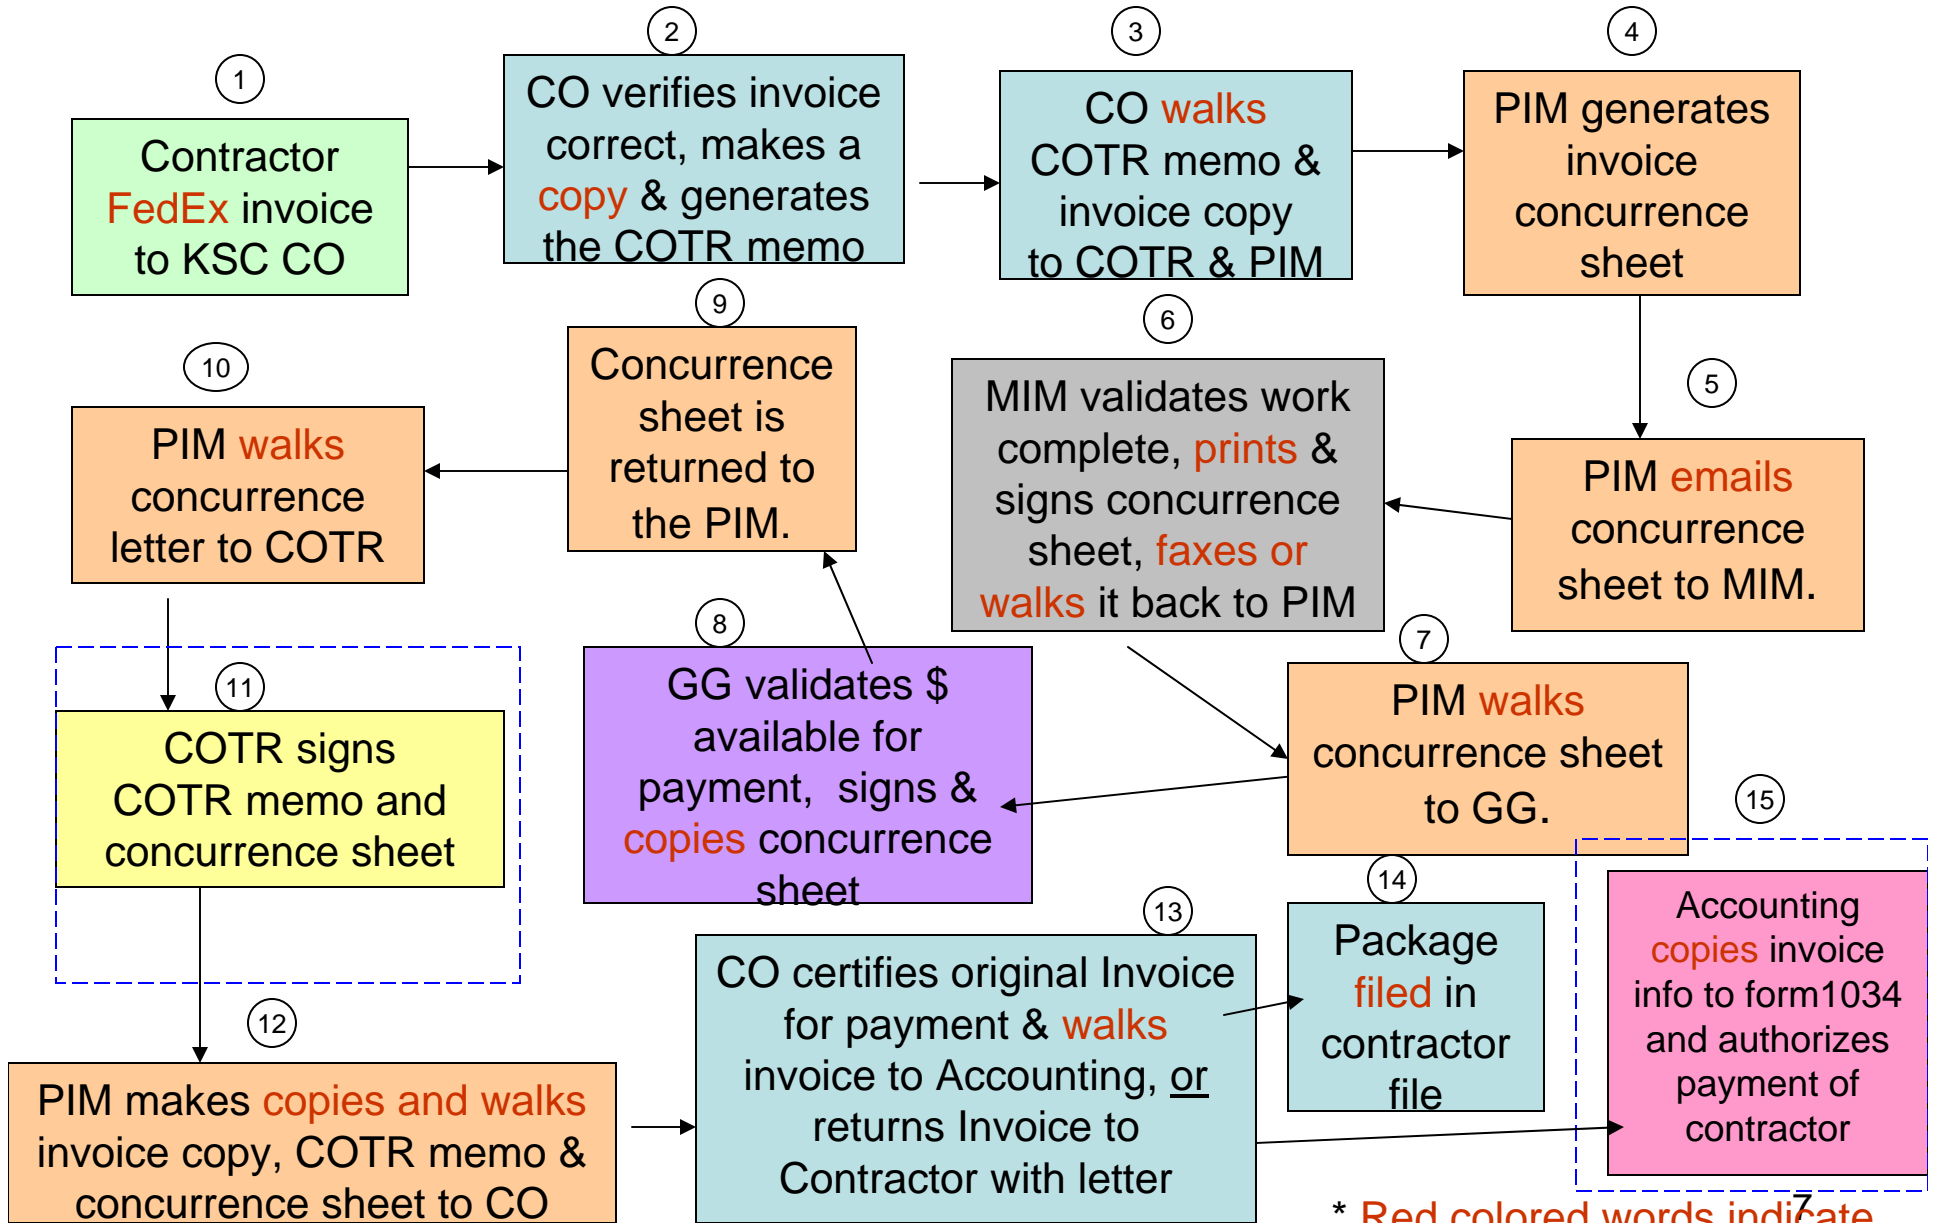 1
Contractor
FedEx invoice
to KSC CO
2
CO verifies invoice
correct, makes a
copy & generates
the COTR memo
3
CO walks
COTR memo &
invoice copy
to COTR & PIM
4
PIM generates
invoice
concurrence
sheet
5
PIM emails
concurrence
sheet to MIM.
6
MIM validates work
complete, prints &
signs concurrence
sheet, faxes or
walks it back to PIM
7
PIM walks
concurrence sheet
to GG.
8
GG validates $
available for
payment, signs &
copies concurrence
sheet
9
Concurrence
sheet is
returned to
the PIM.
10
PIM walks
concurrence
letter to COTR
11
COTR signs
COTR memo and
concurrence sheet
12
PIM makes copies and walks
invoice copy, COTR memo &
concurrence sheet to CO
13
CO certifies original Invoice
for payment & walks
invoice to Accounting, or
returns Invoice to
Contractor with letter
14
Package
filed in
contractor
file
15
Accounting
copies invoice
info to form1034
and authorizes
payment of
contractor
* Red colored words indicate
7